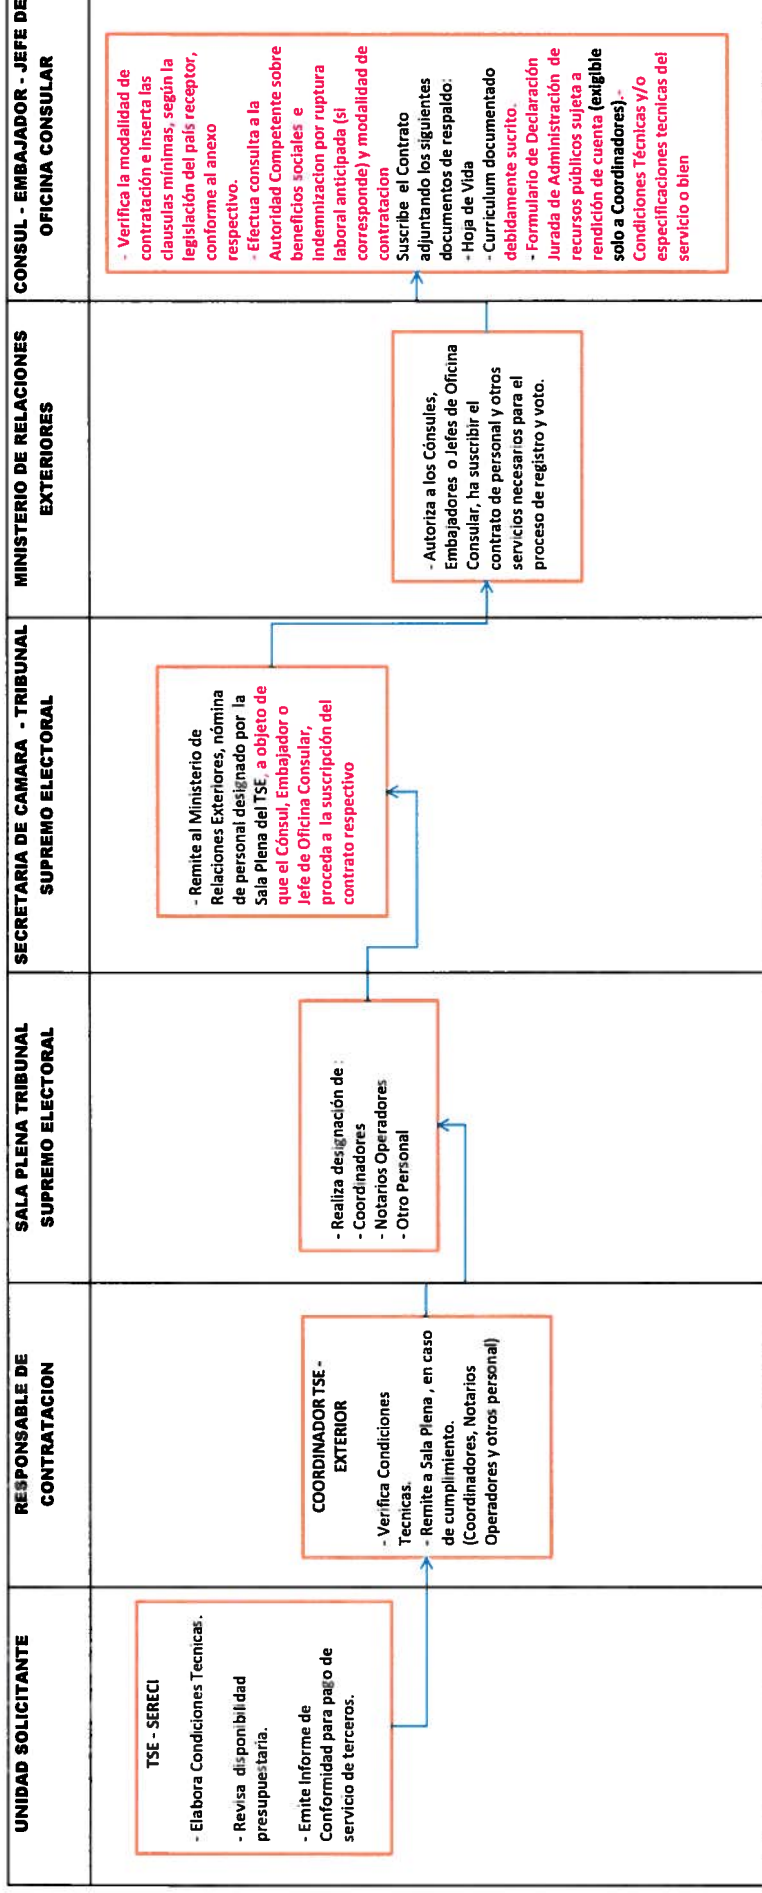 UNIDAD SOLICITANTE
RESPONSABLE DE
CONTRATACION
SALA PLENA TRIBUNAL
SUPREMO ELECTORAL
SECRETARIA DE CAMARA - TRIBUNAL
SUPREMO ELECTORAL
MINISTERIO DE RELACIONES
EXTERIORES
CONSUL - EMBAJADOR - JEFE DE
OFICINA CONSULAR
TSE - SERECI
- Elabora Condiciones Tecnicas.
- Revisa disponibilidad
presupuestaria.
- Emite Informe de
Conformidad para pago de
servicio de terceros.
COORDINADOR TSE -
EXTERIOR
- Verifica Condiciones
Tecnicas.
- Remite a Sala Plena , en caso
de cumplimiento.
(Coordinadores, Notarios
Operadores y otros personal)
- Realiza designación de :
- Coordinadores
- Notarios Operadores
- Otro Personal
- Remite al Ministerio de
Relaciones Exteriores, nómina
de personal designado por la
Sala Plena del TSE, a objeto de
que el Cónsul, Embajador o
Jefe de Oficina Consular,
proceda a la suscripción del
contrato respectivo
- Autoriza a los Cónsules,
Embajadores o Jefes de Oficina
Consular, ha suscribir el
contrato de personal y otros
servicios necesarios para el
proceso de registro y voto.
- Verifica la modalidad de
contratación e inserta las
clausulas mínimas, según la
legislación del país receptor,
conforme al anexo
respectivo.
- Efectua consulta a la
Autoridad Competente sobre
beneficios sociales e
indemnizacion por ruptura
laboral anticipada (si
corresponde) y modalidad de
contratacion
Suscribe el Contrato
adjuntando los siguientes
documentos de respaldo:
- Hoja de Vida
- Curriculum documentado
debidamente sucrito.
- Formulario de Declaración
Jurada de Administración de
recursos públicos sujeta a
rendición de cuenta (exigible
solo a Coordinadores).-
Condiciones Técnicas y/o
especificaciones tecnicas del
servicio o bien